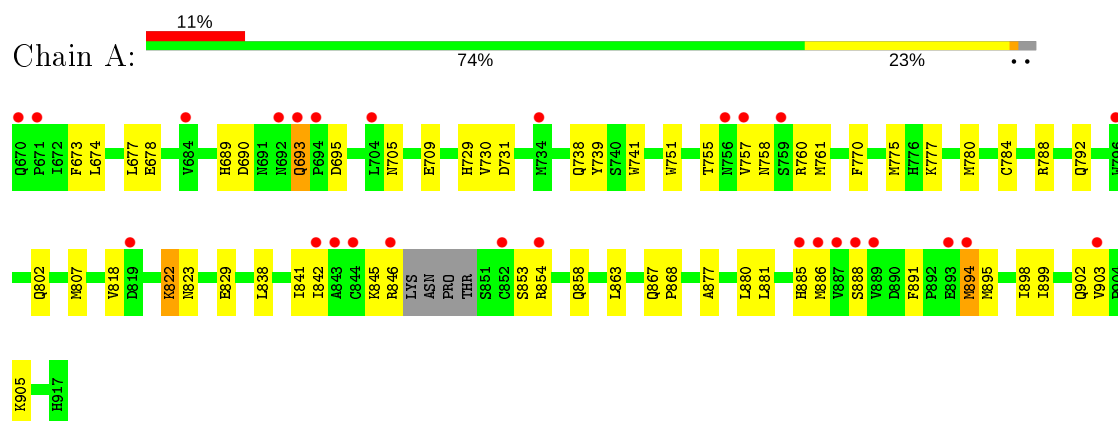 11%
Chain A:
74% 23% • •
Q670 P671 I672 F673 L674 L677 E678 V684 H689 D690 N691 N692 Q693 P694 D695 L704 N705 E709 H729 V730 D731 M734 Q738 Y739 S740 W741 W751 T755 N756 V757 N758 S759 R760 M761 F770 M775 H776 K777 M780 C784 R788 Q792 W796
Q802 M807 V818 D819 K822 N823 E829 L838 I841 I842 A843 C844 K845 R846 LYS ASN PRO THR S851 C852 S853 R854 Q858 L863 Q867 P868 A877 L880 L881 H885 M886 V887 S888 V889 D890 F891 P892 E893 M894 M895 I898 I899 Q902 V903 P904
K905 H917